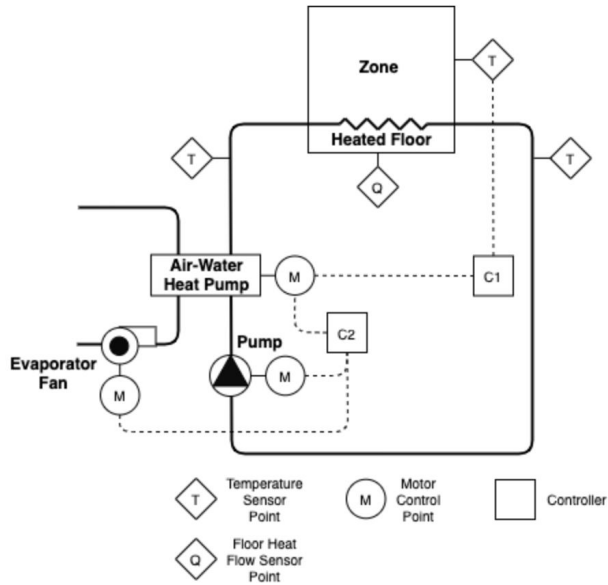 Zone
T
Heated Floor
T
T
Q
Air-Water
Heat Pump
M
C1
C2
Pump
Evaporator
Fan
M
M
T
Temperature
Sensor
Point
M
Motor
Control
Point
Controller
Q
Floor Heat
Flow Sensor
Point